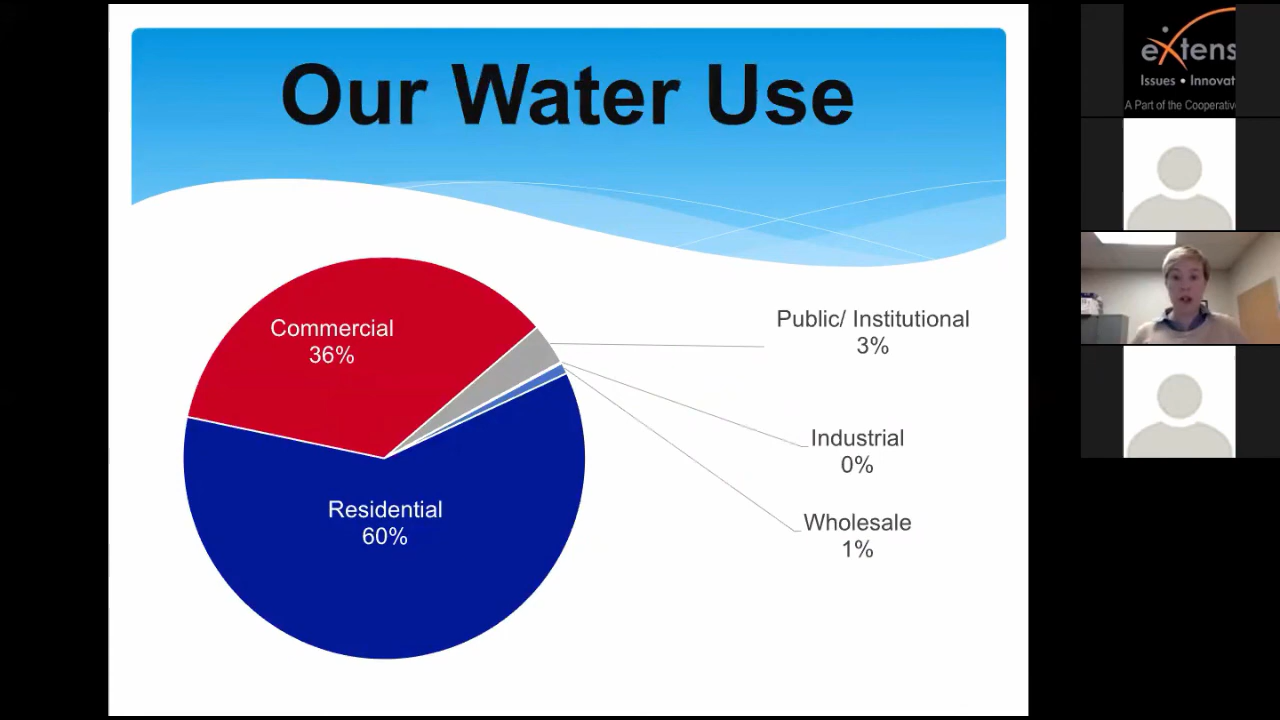 Our Water Use
Commercial
36%
Public/ Institutional
3%
Industrial
0%
Residential
60%
Wholesale
1%
eXtens
Issues • Innovat
A Part of the Cooperative